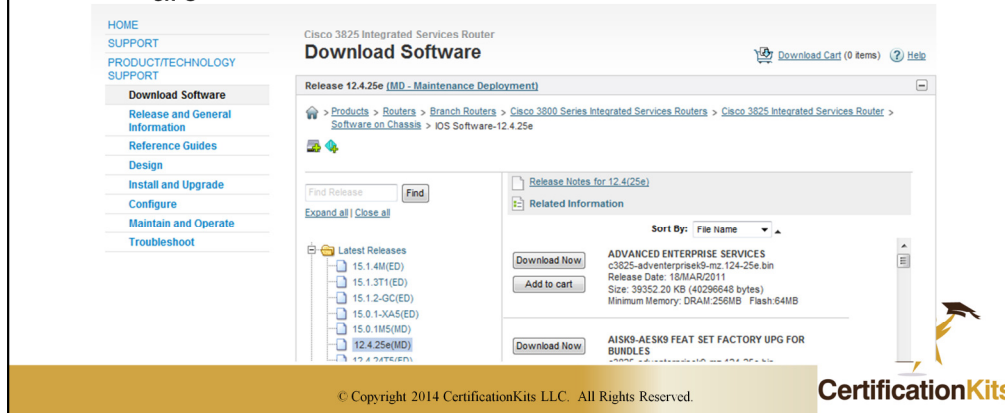 HOME
SUPPORT
PRODUCT/TECHNOLOGY
SUPPORT
Download Software
Release and General
Information
Reference Guides
Design
Install and Upgrade
Configure
Maintain and Operate
Troubleshoot
Cisco 3825 Integrated Services Router
Download Software
Download Cart (0 items) Help
Release 12.4.25e (MD - Maintenance Deployment)
> Products > Routers > Branch Routers > Cisco 3800 Series Integrated Services Routers > Cisco 3825 Integrated Services Router >
Software on Chassis > IOS Software-12.4.25e
Find Release Find
Expand all | Close all
Latest Releases
15.1.4M(ED)
15.1.3T1(ED)
15.1.2-GC(ED)
15.0.1-XA5(ED)
15.0.1M5(MD)
12.4.25e(MD)
12.4.24T5(ED)
Release Notes for 12.4(25e)
Related Information
Sort By: File Name
Download Now
Add to cart
ADVANCED ENTERPRISE SERVICES
c3825-adventerprisek9-mz.124-25e.bin
Release Date: 18/MAR/2011
Size: 39352.20 KB (40296648 bytes)
Minimum Memory: DRAM:256MB Flash:64MB
Download Now
AISK9-AESK9 FEAT SET FACTORY UPG FOR
BUNDLES
© Copyright 2014 CertificationKits LLC. All Rights Reserved.
CertificationKits